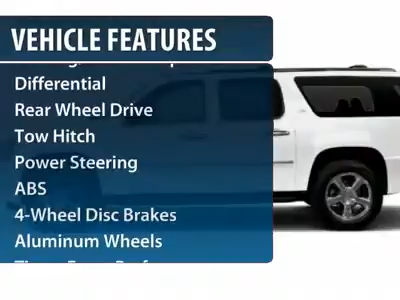 VEHICLE FEATURES
Differential
Rear Wheel Drive
Tow Hitch
Power Steering
ABS
4-Wheel Disc Brakes
Aluminum Wheels